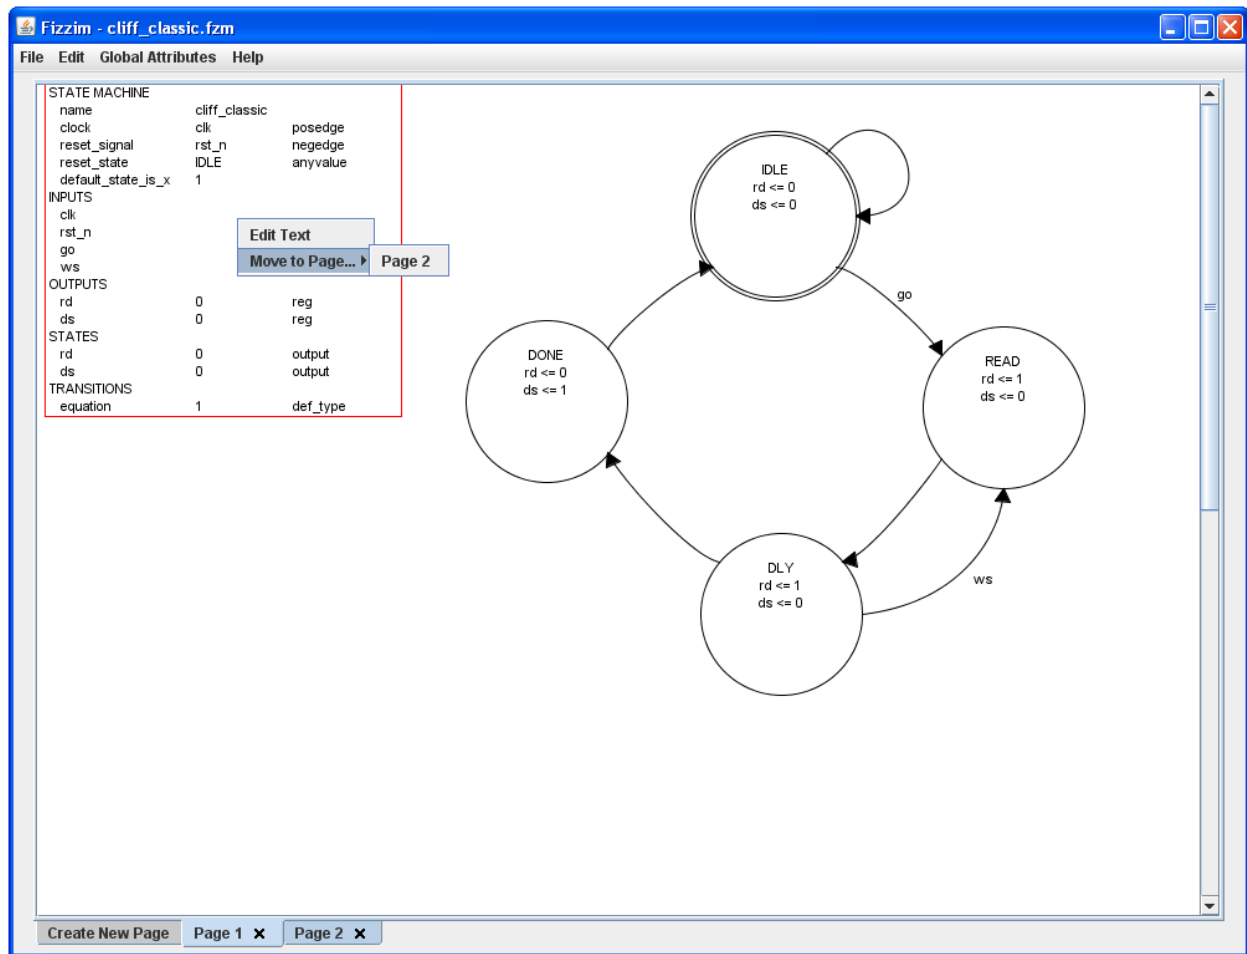 Fizzim - cliff_classic.fzm
File Edit Global Attributes Help
STATE MACHINE
name cliff_classic
clock clk posedge
reset_signal rst_n negedge
reset_state IDLE anyvalue
default_state_is_x 1
INPUTS
clk
rst_n
go
ws
OUTPUTS
rd 0 reg
ds 0 reg
STATES
rd 0 output
ds 0 output
TRANSITIONS
equation 1 def_type
Edit Text
Move to Page... Page 2
IDLE
rd <= 0
ds <= 0
go
DONE
rd <= 0
ds <= 1
READ
rd <= 1
ds <= 0
DLY
rd <= 1
ds <= 0
ws
Create New Page Page 1 Page 2